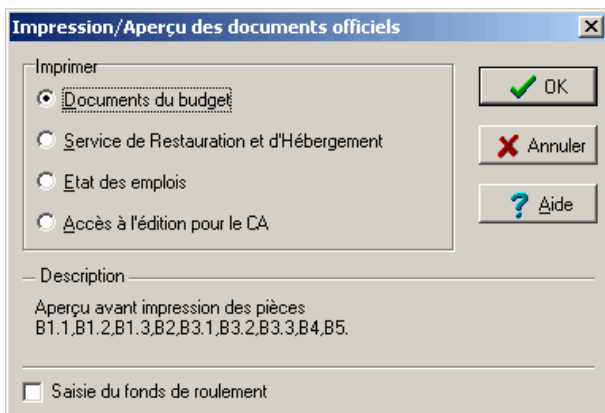 Impression/Aperçu des documents officiels
Imprimer
Documents du budget
Service de Restauration et d'Hébergement
Etat des emplois
Accès à l'édition pour le CA
OK
Annuler
Aide
Description
Aperçu avant impression des pièces
B1.1,B1.2,B1.3,B2,B3.1,B3.2,B3.3,B4,B5.
Saisie du fonds de roulement